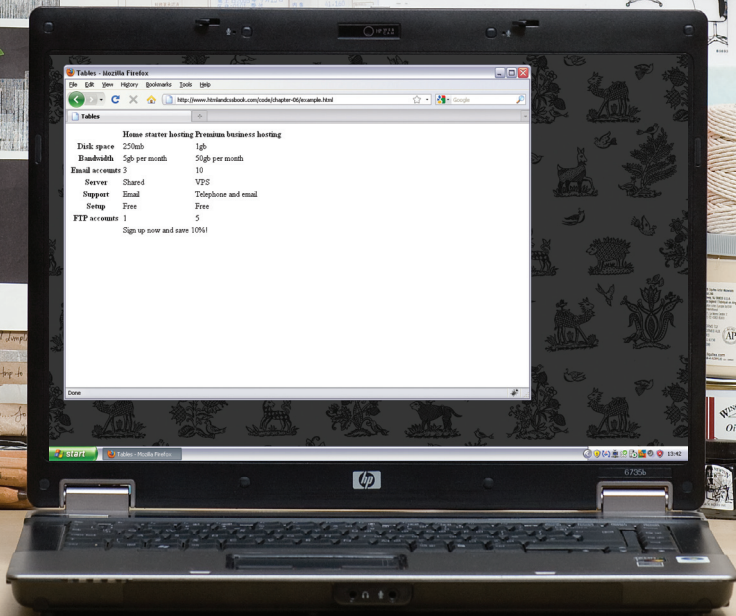 Tables - Mozilla Firefox
File Edit View History Bookmarks Tools Help
http://www.htmlandcssbook.com/code/chapter-06/example.html
Google
Tables
Home starter hosting Premium business hosting
Disk space 250mb 1gb
Bandwidth 5gb per month 50gb per month
Email accounts 3 10
Server Shared VPS
Support Email Telephone and email
Setup Free Free
FTP accounts 1 5
Sign up now and save 10%!
Done
start Tables - Mozilla Firefox 13:42
hp
6735b